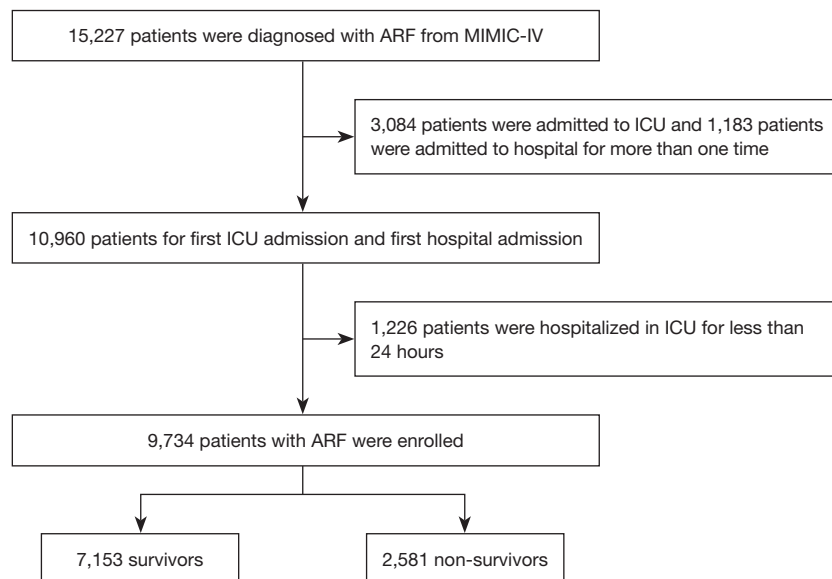 15,227 patients were diagnosed with ARF from MIMIC-IV
3,084 patients were admitted to ICU and 1,183 patients
were admitted to hospital for more than one time
10,960 patients for first ICU admission and first hospital admission
1,226 patients were hospitalized in ICU for less than
24 hours
9,734 patients with ARF were enrolled
7,153 survivors
2,581 non-survivors